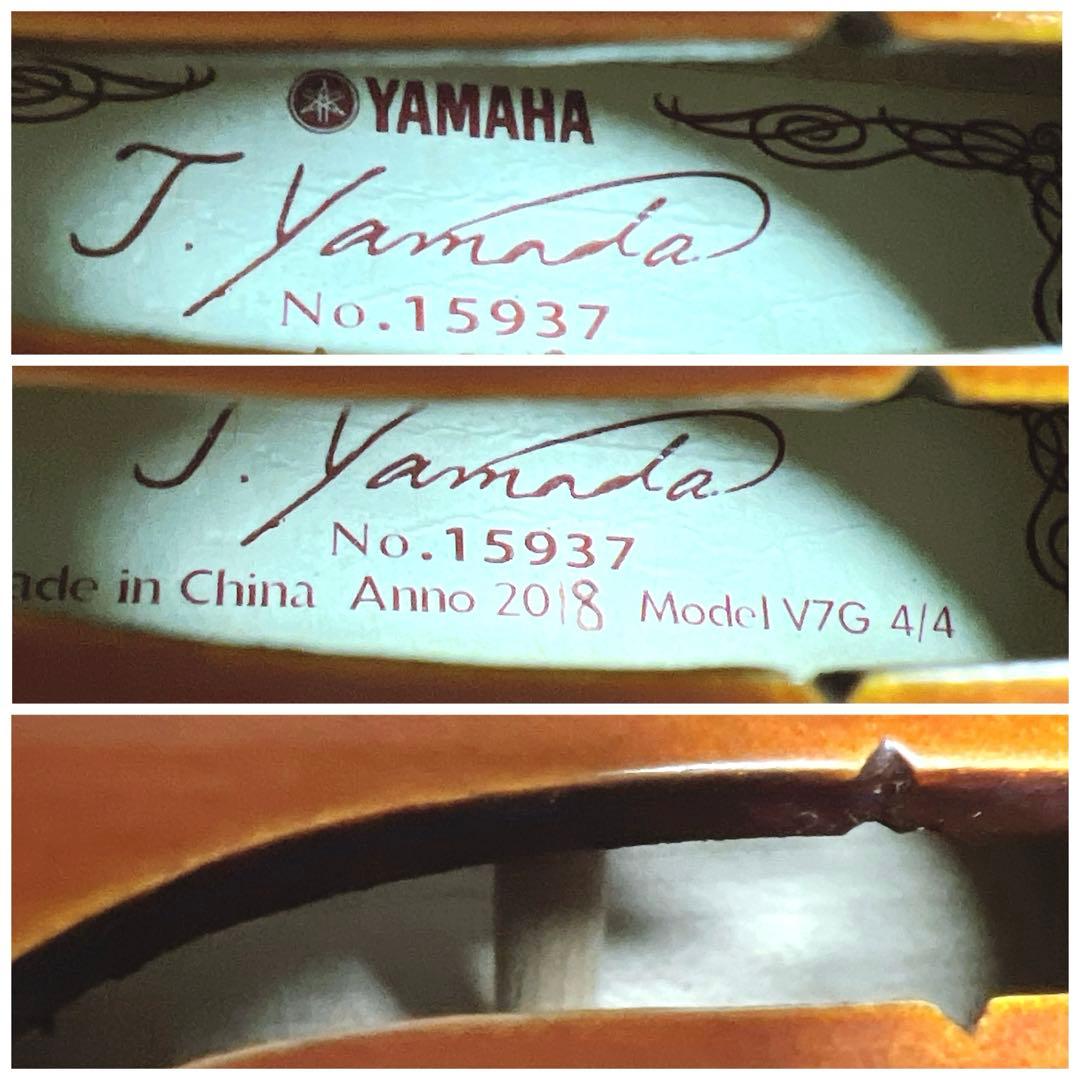 YAMAHA
J. Yamada
No.15937
J. Yamada
No.15937
ade in China Anno 2018 Model V7G 4/4